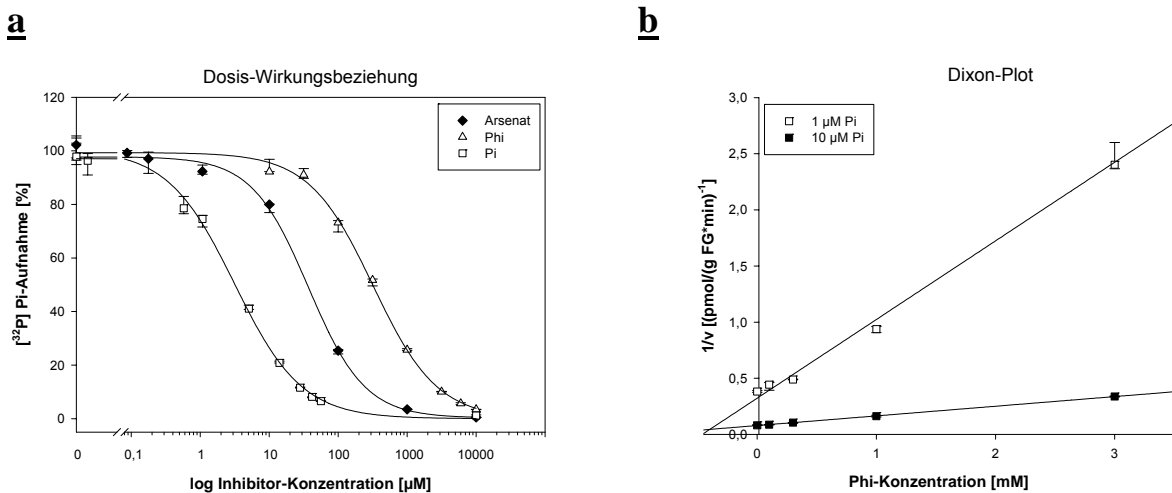 a
Dosis-Wirkungsbeziehung
120
100
80
60
40
20
0
[³²P] Pi-Aufnahme [%]
Arsenat
Phi
Pi
0 0,1 1 10 100 1000 10000
log Inhibitor-Konzentration [µM]
b
Dixon-Plot
3,0
2,5
2,0
1,5
1,0
0,5
0,0
1/v [(pmol/(g FG*min)⁻¹]
1 µM Pi
10 µM Pi
0 1 2 3
Phi-Konzentration [mM]